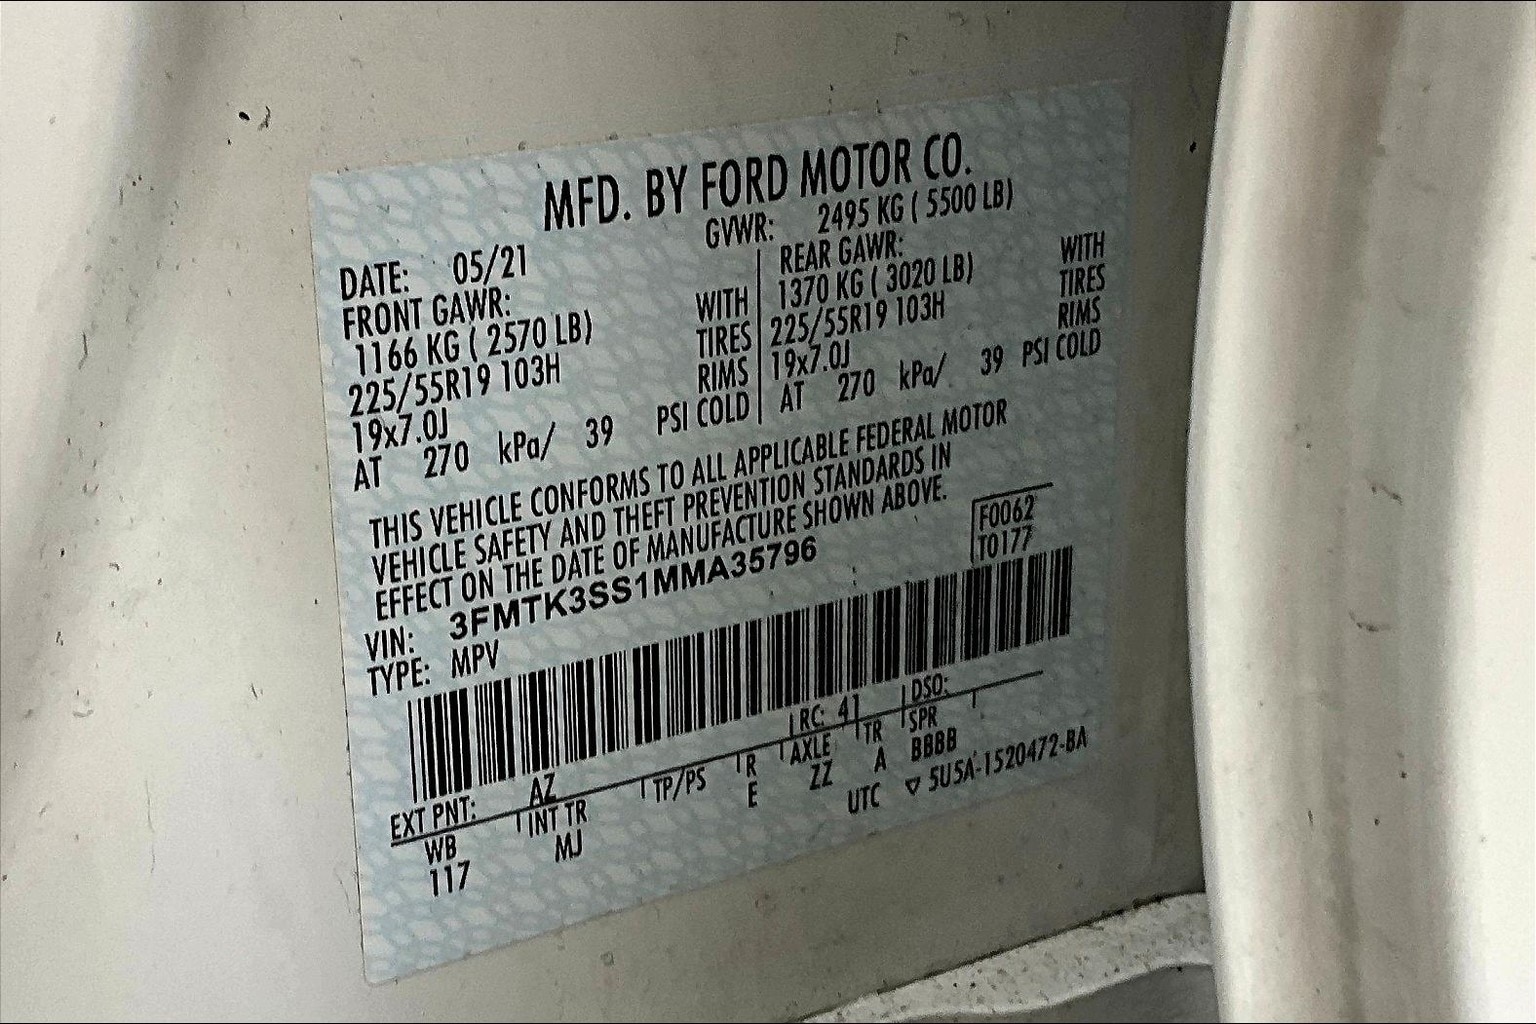 MFD. BY FORD MOTOR CO.
DATE: 05/21 GVWR: 2495 KG ( 5500 LB)
FRONT GAWR:
1166 KG ( 2570 LB) WITH
225/55R19 103H TIRES
19x7.0J RIMS
AT 270 kPa/ 39 PSI COLD
REAR GAWR:
1370 KG ( 3020 LB) WITH
225/55R19 103H TIRES
19x7.0J RIMS
AT 270 kPa/ 39 PSI COLD
THIS VEHICLE CONFORMS TO ALL APPLICABLE FEDERAL MOTOR
VEHICLE SAFETY AND THEFT PREVENTION STANDARDS IN
EFFECT ON THE DATE OF MANUFACTURE SHOWN ABOVE.
VIN: 3FMTK3SS1MMA35796
TYPE: MPV
F0062
T0177
EXT PNT: AZ RC: 41 DSO:
WB INT TR TP/PS R AXLE TR SPR
117 MJ E ZZ A BBBB
UTC ▽ 5U5A-1520472-BA